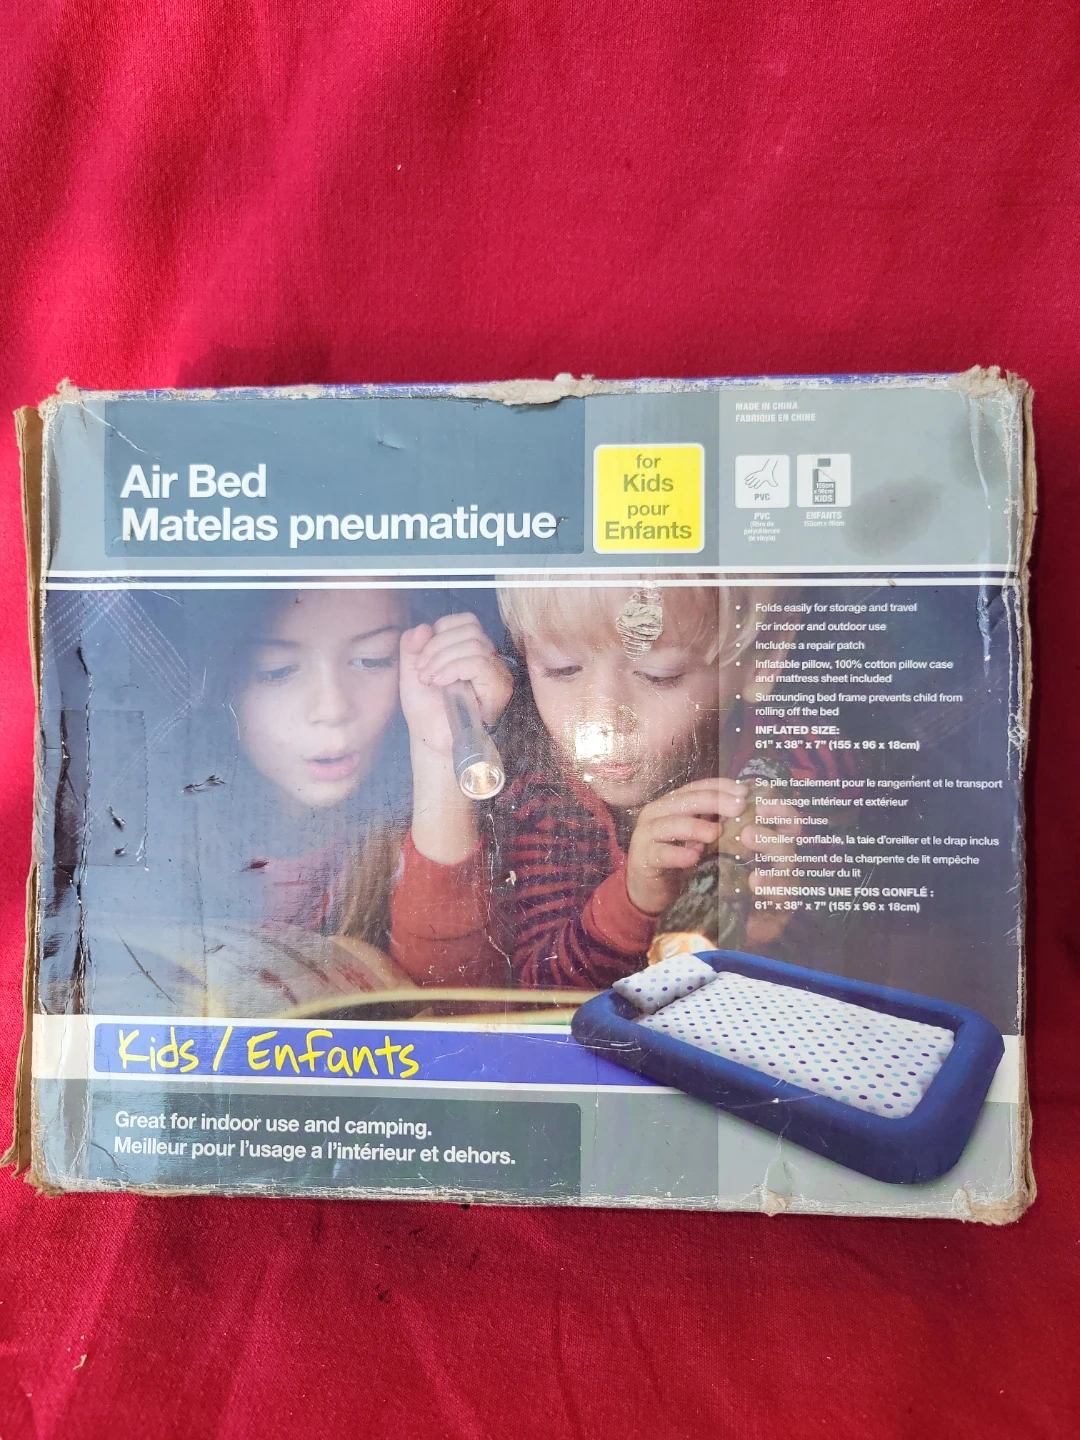 MADE IN CHINA
FABRIQUE EN CHINE
Air Bed
Matelas pneumatique
for
Kids
pour
Enfants
PVC
PVC
155cm
x 96cm
KIDS
ENFANTS
155cm x 96cm
• Folds easily for storage and travel
• For indoor and outdoor use
• Includes a repair patch
• Inflatable pillow, 100% cotton pillow case
and mattress sheet included
• Surrounding bed frame prevents child from
rolling off the bed
• INFLATED SIZE:
61" x 38" x 7" (155 x 96 x 18cm)
• Se plie facilement pour le rangement et le transport
• Pour usage intérieur et extérieur
• Rustine incluse
• L'oreiller gonflable, la taie d'oreiller et le drap inclus
• L'encerclement de la charpente de lit empêche
l'enfant de rouler du lit
• DIMENSIONS UNE FOIS GONFLÉ :
61" x 38" x 7" (155 x 96 x 18cm)
Kids / Enfants
Great for indoor use and camping.
Meilleur pour l'usage a l'intérieur et dehors.